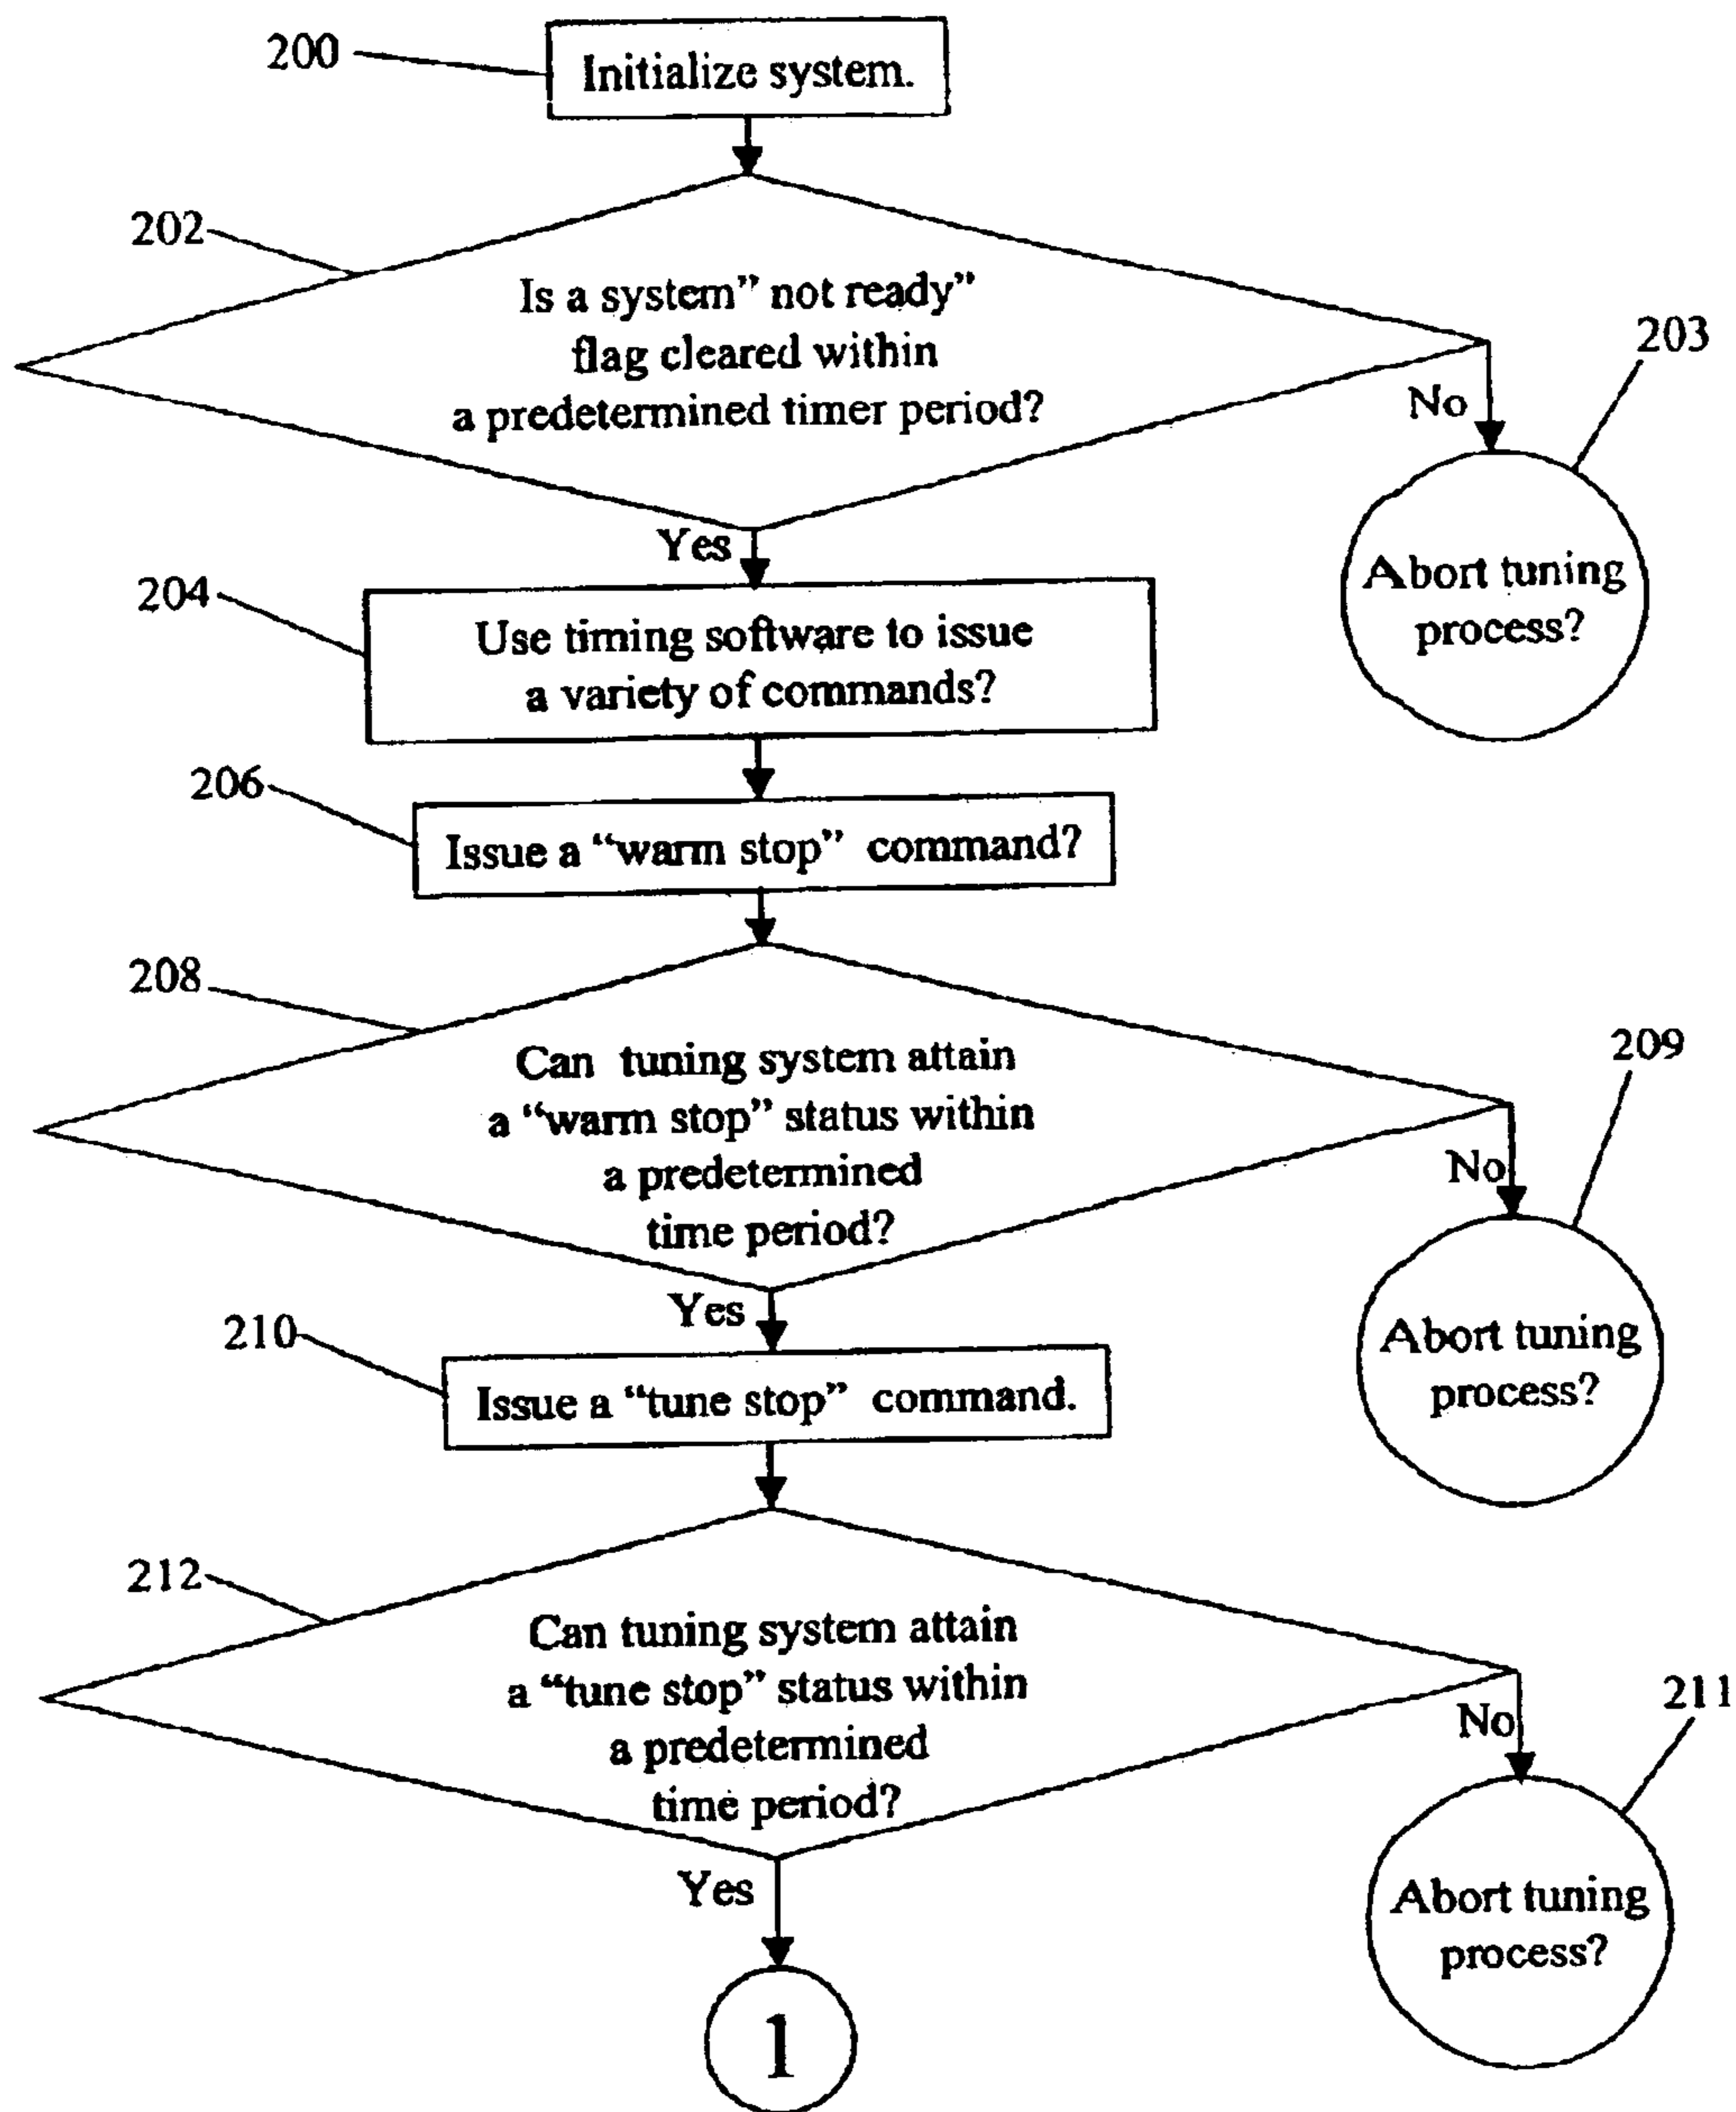 200
Initialize system.
202
Is a system” not ready”
flag cleared within
a predetermined timer period?
203
No
Abort tuning
process?
Yes
204
Use timing software to issue
a variety of commands?
206
Issue a “warm stop” command?
208
Can tuning system attain
a “warm stop” status within
a predetermined
time period?
209
No
Abort tuning
process?
Yes
210
Issue a “tune stop” command.
212
Can tuning system attain
a “tune stop” status within
a predetermined
time period?
211
No
Abort tuning
process?
Yes
1